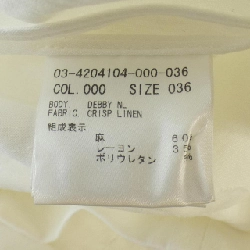 03-4204104-000-036
COL.000 SIZE 036
BODY DEBBY NL
FABRIC CRISP LINEN
組成表示
麻
レーヨン
ポリウレタン